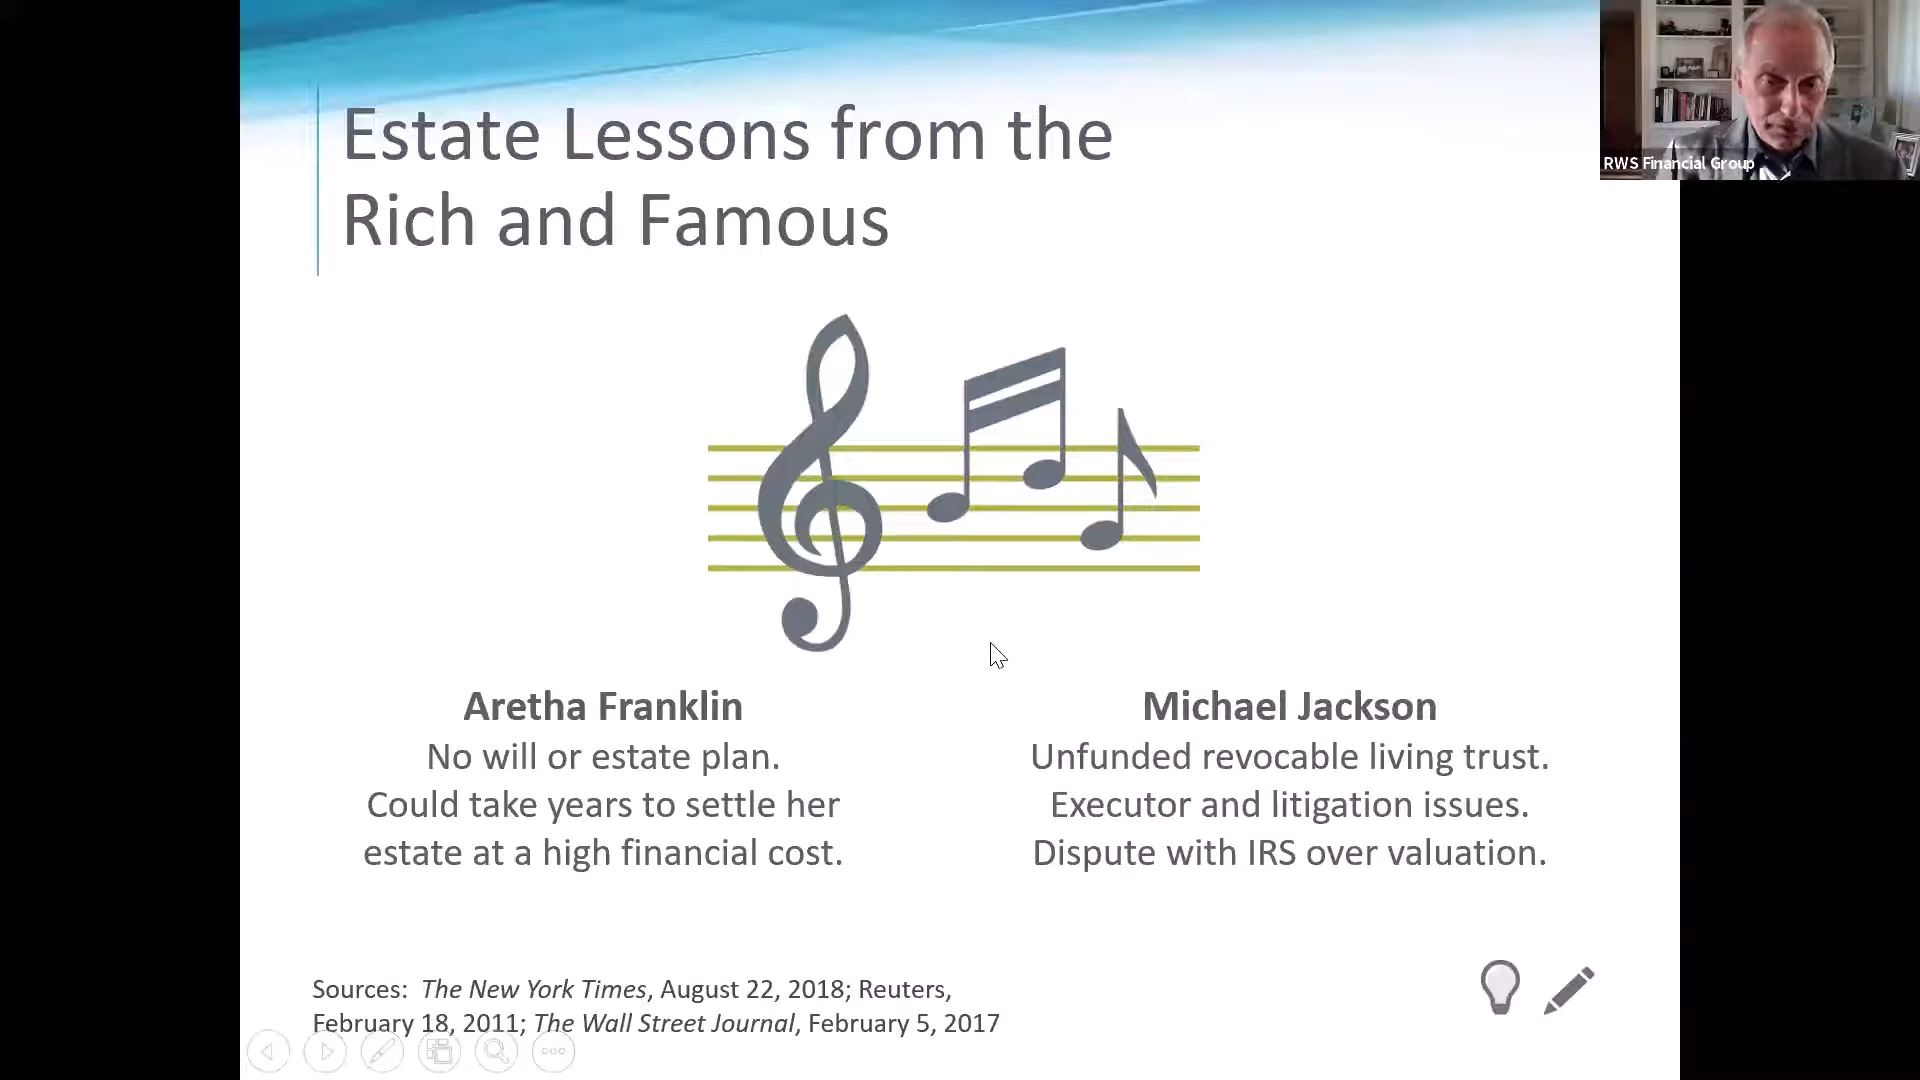 Estate Lessons from the
Rich and Famous
RWS Financial Group
Aretha Franklin
No will or estate plan.
Could take years to settle her
estate at a high financial cost.
Michael Jackson
Unfunded revocable living trust.
Executor and litigation issues.
Dispute with IRS over valuation.
Sources: The New York Times, August 22, 2018; Reuters,
February 18, 2011; The Wall Street Journal, February 5, 2017